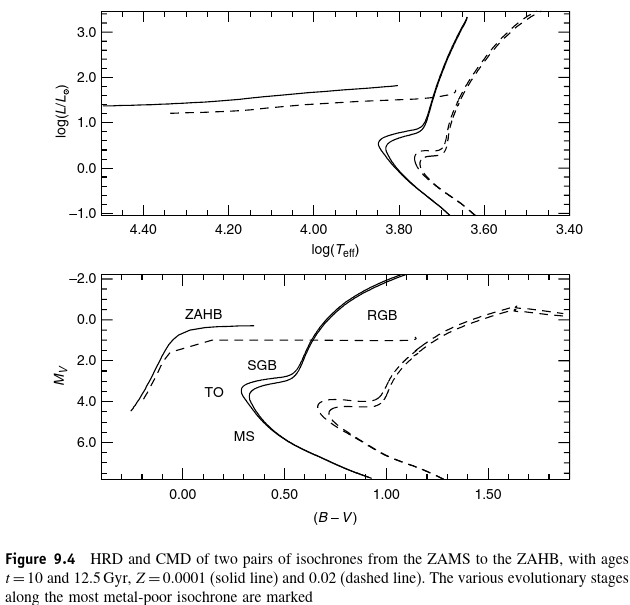 3.0
2.0
1.0
0.0
–1.0
log(L/L⊙)
4.40
4.20
4.00
3.80
3.60
3.40
log(Teff)
–2.0
0.0
2.0
4.0
6.0
MV
ZAHB
RGB
SGB
TO
MS
0.00
0.50
1.00
1.50
(B – V)
Figure 9.4 HRD and CMD of two pairs of isochrones from the ZAMS to the ZAHB, with ages
t = 10 and 12.5 Gyr, Z = 0.0001 (solid line) and 0.02 (dashed line). The various evolutionary stages
along the most metal-poor isochrone are marked